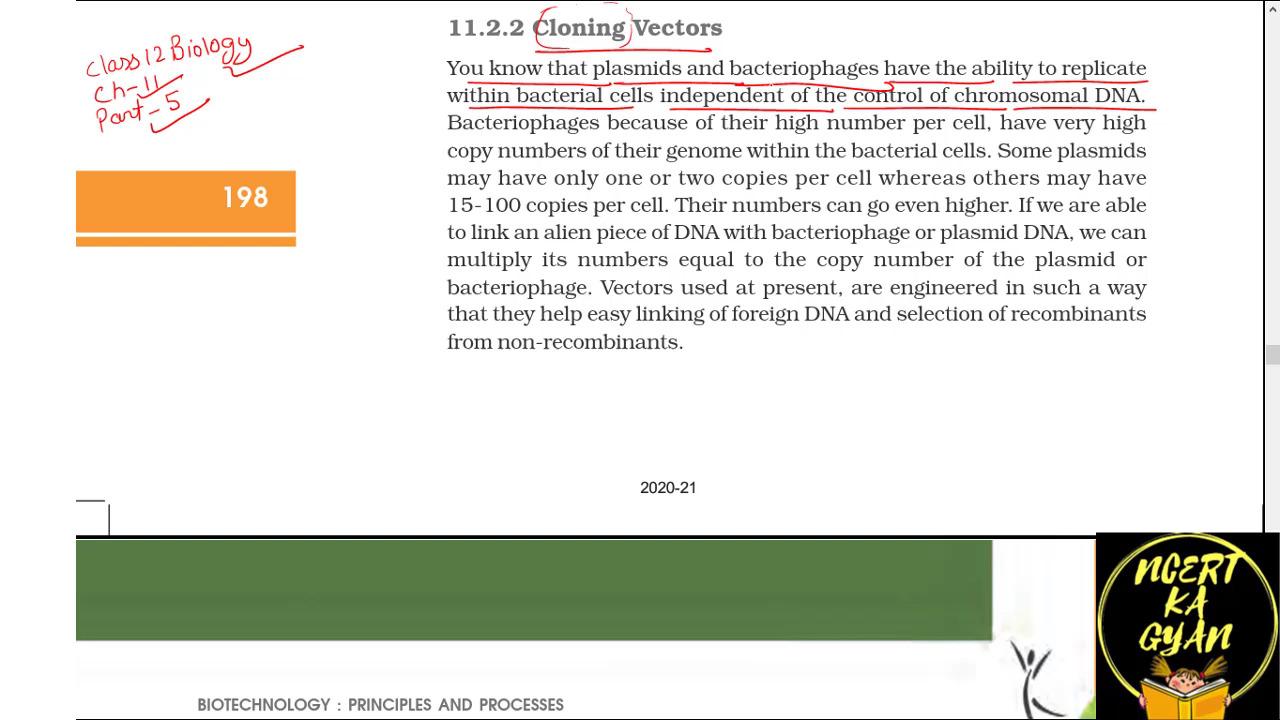 11.2.2 Cloning Vectors
Class 12 Biology
Ch-11
Part-5
You know that plasmids and bacteriophages have the ability to replicate
within bacterial cells independent of the control of chromosomal DNA.
Bacteriophages because of their high number per cell, have very high
copy numbers of their genome within the bacterial cells. Some plasmids
may have only one or two copies per cell whereas others may have
15-100 copies per cell. Their numbers can go even higher. If we are able
to link an alien piece of DNA with bacteriophage or plasmid DNA, we can
multiply its numbers equal to the copy number of the plasmid or
bacteriophage. Vectors used at present, are engineered in such a way
that they help easy linking of foreign DNA and selection of recombinants
from non-recombinants.
198
2020-21
NCERT
KA
GYAN
BIOTECHNOLOGY : PRINCIPLES AND PROCESSES